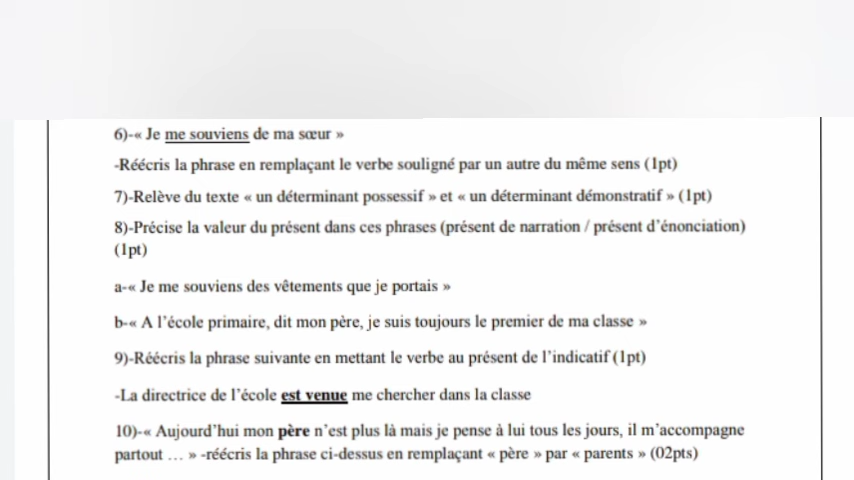 6)-« Je me souviens de ma sœur »
-Réécris la phrase en remplaçant le verbe souligné par un autre du même sens (1pt)
7)-Relève du texte « un déterminant possessif » et « un déterminant démonstratif » (1pt)
8)-Précise la valeur du présent dans ces phrases (présent de narration / présent d’énonciation)
(1pt)
a-« Je me souviens des vêtements que je portais »
b-« A l’école primaire, dit mon père, je suis toujours le premier de ma classe »
9)-Réécris la phrase suivante en mettant le verbe au présent de l’indicatif (1pt)
-La directrice de l’école est venue me chercher dans la classe
10)-« Aujourd’hui mon père n’est plus là mais je pense à lui tous les jours, il m’accompagne
partout … » -réécris la phrase ci-dessus en remplaçant « père » par « parents » (02pts)